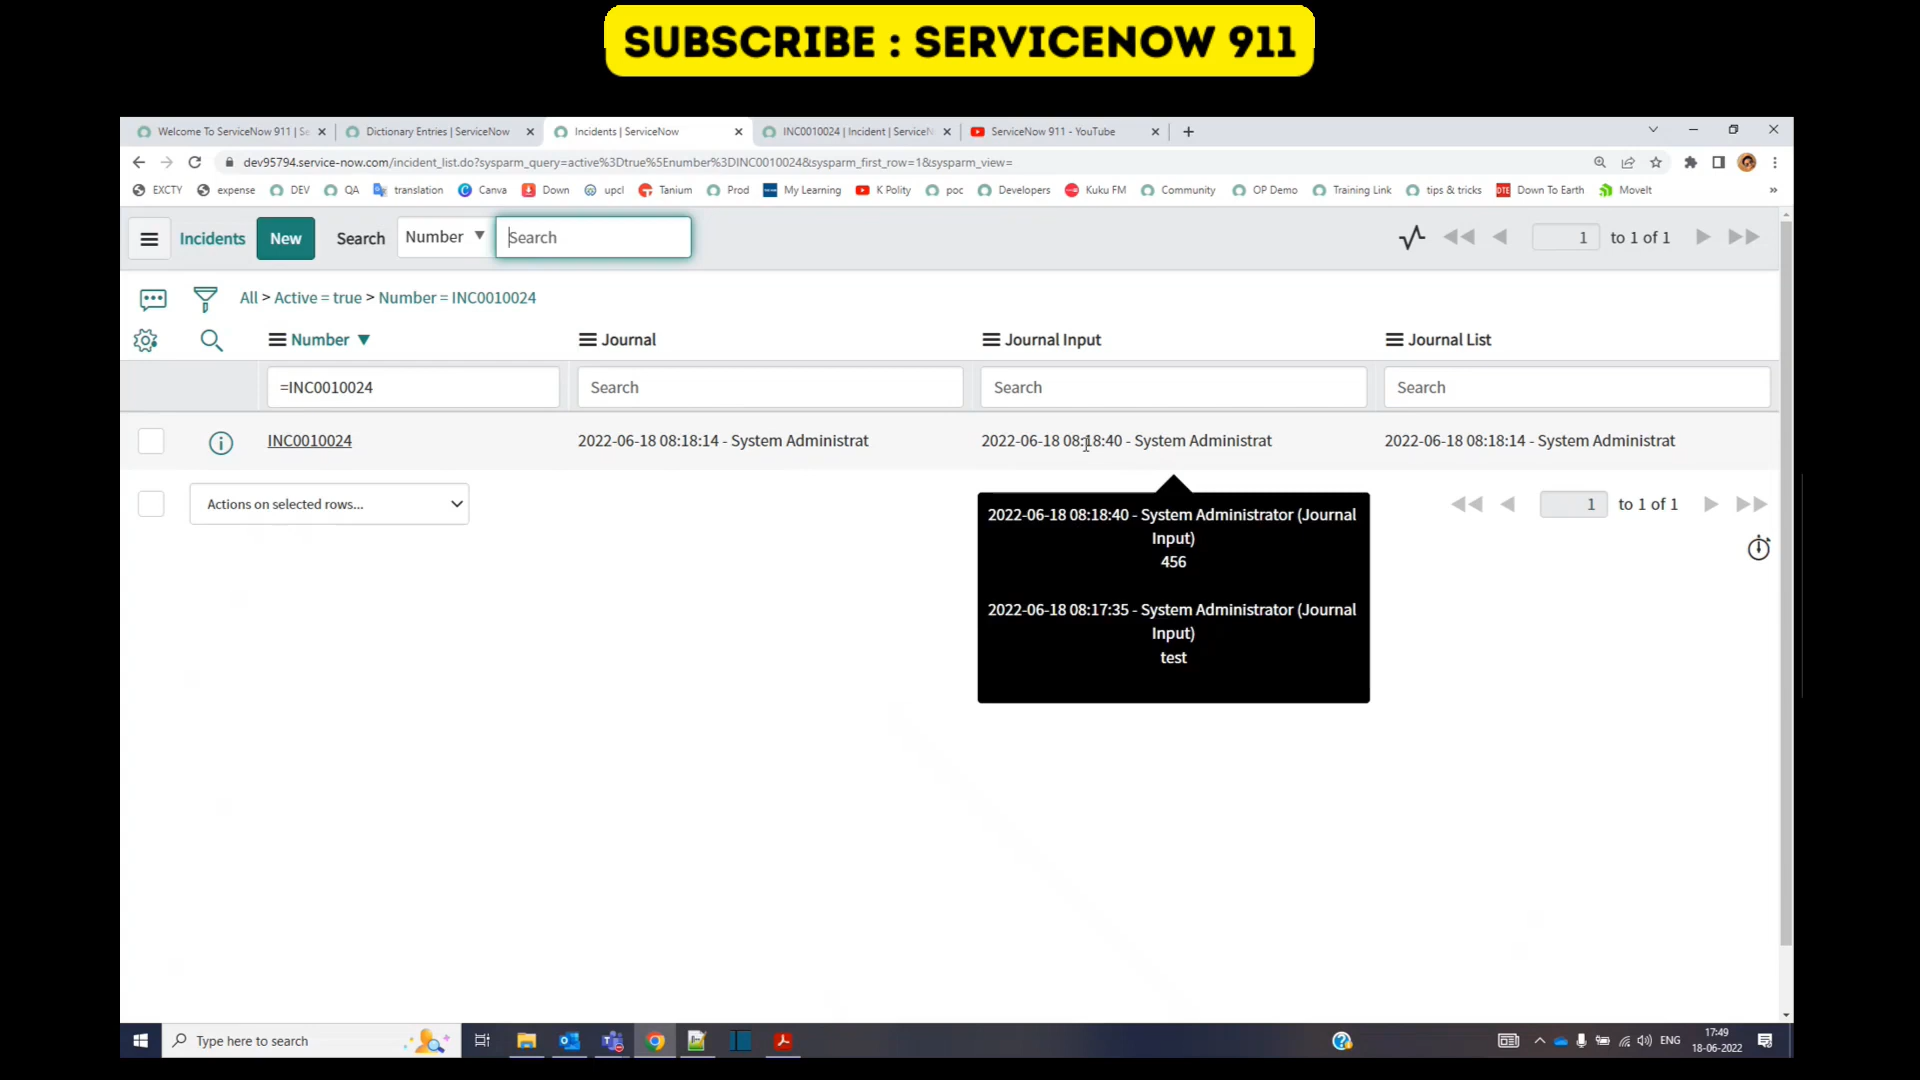 SUBSCRIBE : SERVICENOW 911
Welcome To ServiceNow 911 | Se
Dictionary Entries | ServiceNow
Incidents | ServiceNow
INC0010024 | Incident | ServiceN
ServiceNow 911 - YouTube
dev95794.service-now.com/incident_list.do?sysparm_query=active%3Dtrue%5Enumber%3DINC0010024&sysparm_first_row=1&sysparm_view=
EXCTY expense DEV QA translation Canva Down upcl Tanium Prod My Learning K Polity poc Developers Kuku FM Community OP Demo Training Link tips & tricks DTE Down To Earth MoveIt »
Incidents New Search Number Search 1 to 1 of 1
All > Active = true > Number = INC0010024
Number Journal Journal Input Journal List
=INC0010024 Search Search Search
INC0010024 2022-06-18 08:18:14 - System Administrat 2022-06-18 08:18:40 - System Administrat 2022-06-18 08:18:14 - System Administrat
Actions on selected rows... 1 to 1 of 1
2022-06-18 08:18:40 - System Administrator (Journal
Input)
456
2022-06-18 08:17:35 - System Administrator (Journal
Input)
test
Type here to search
ENG
17:49
18-06-2022